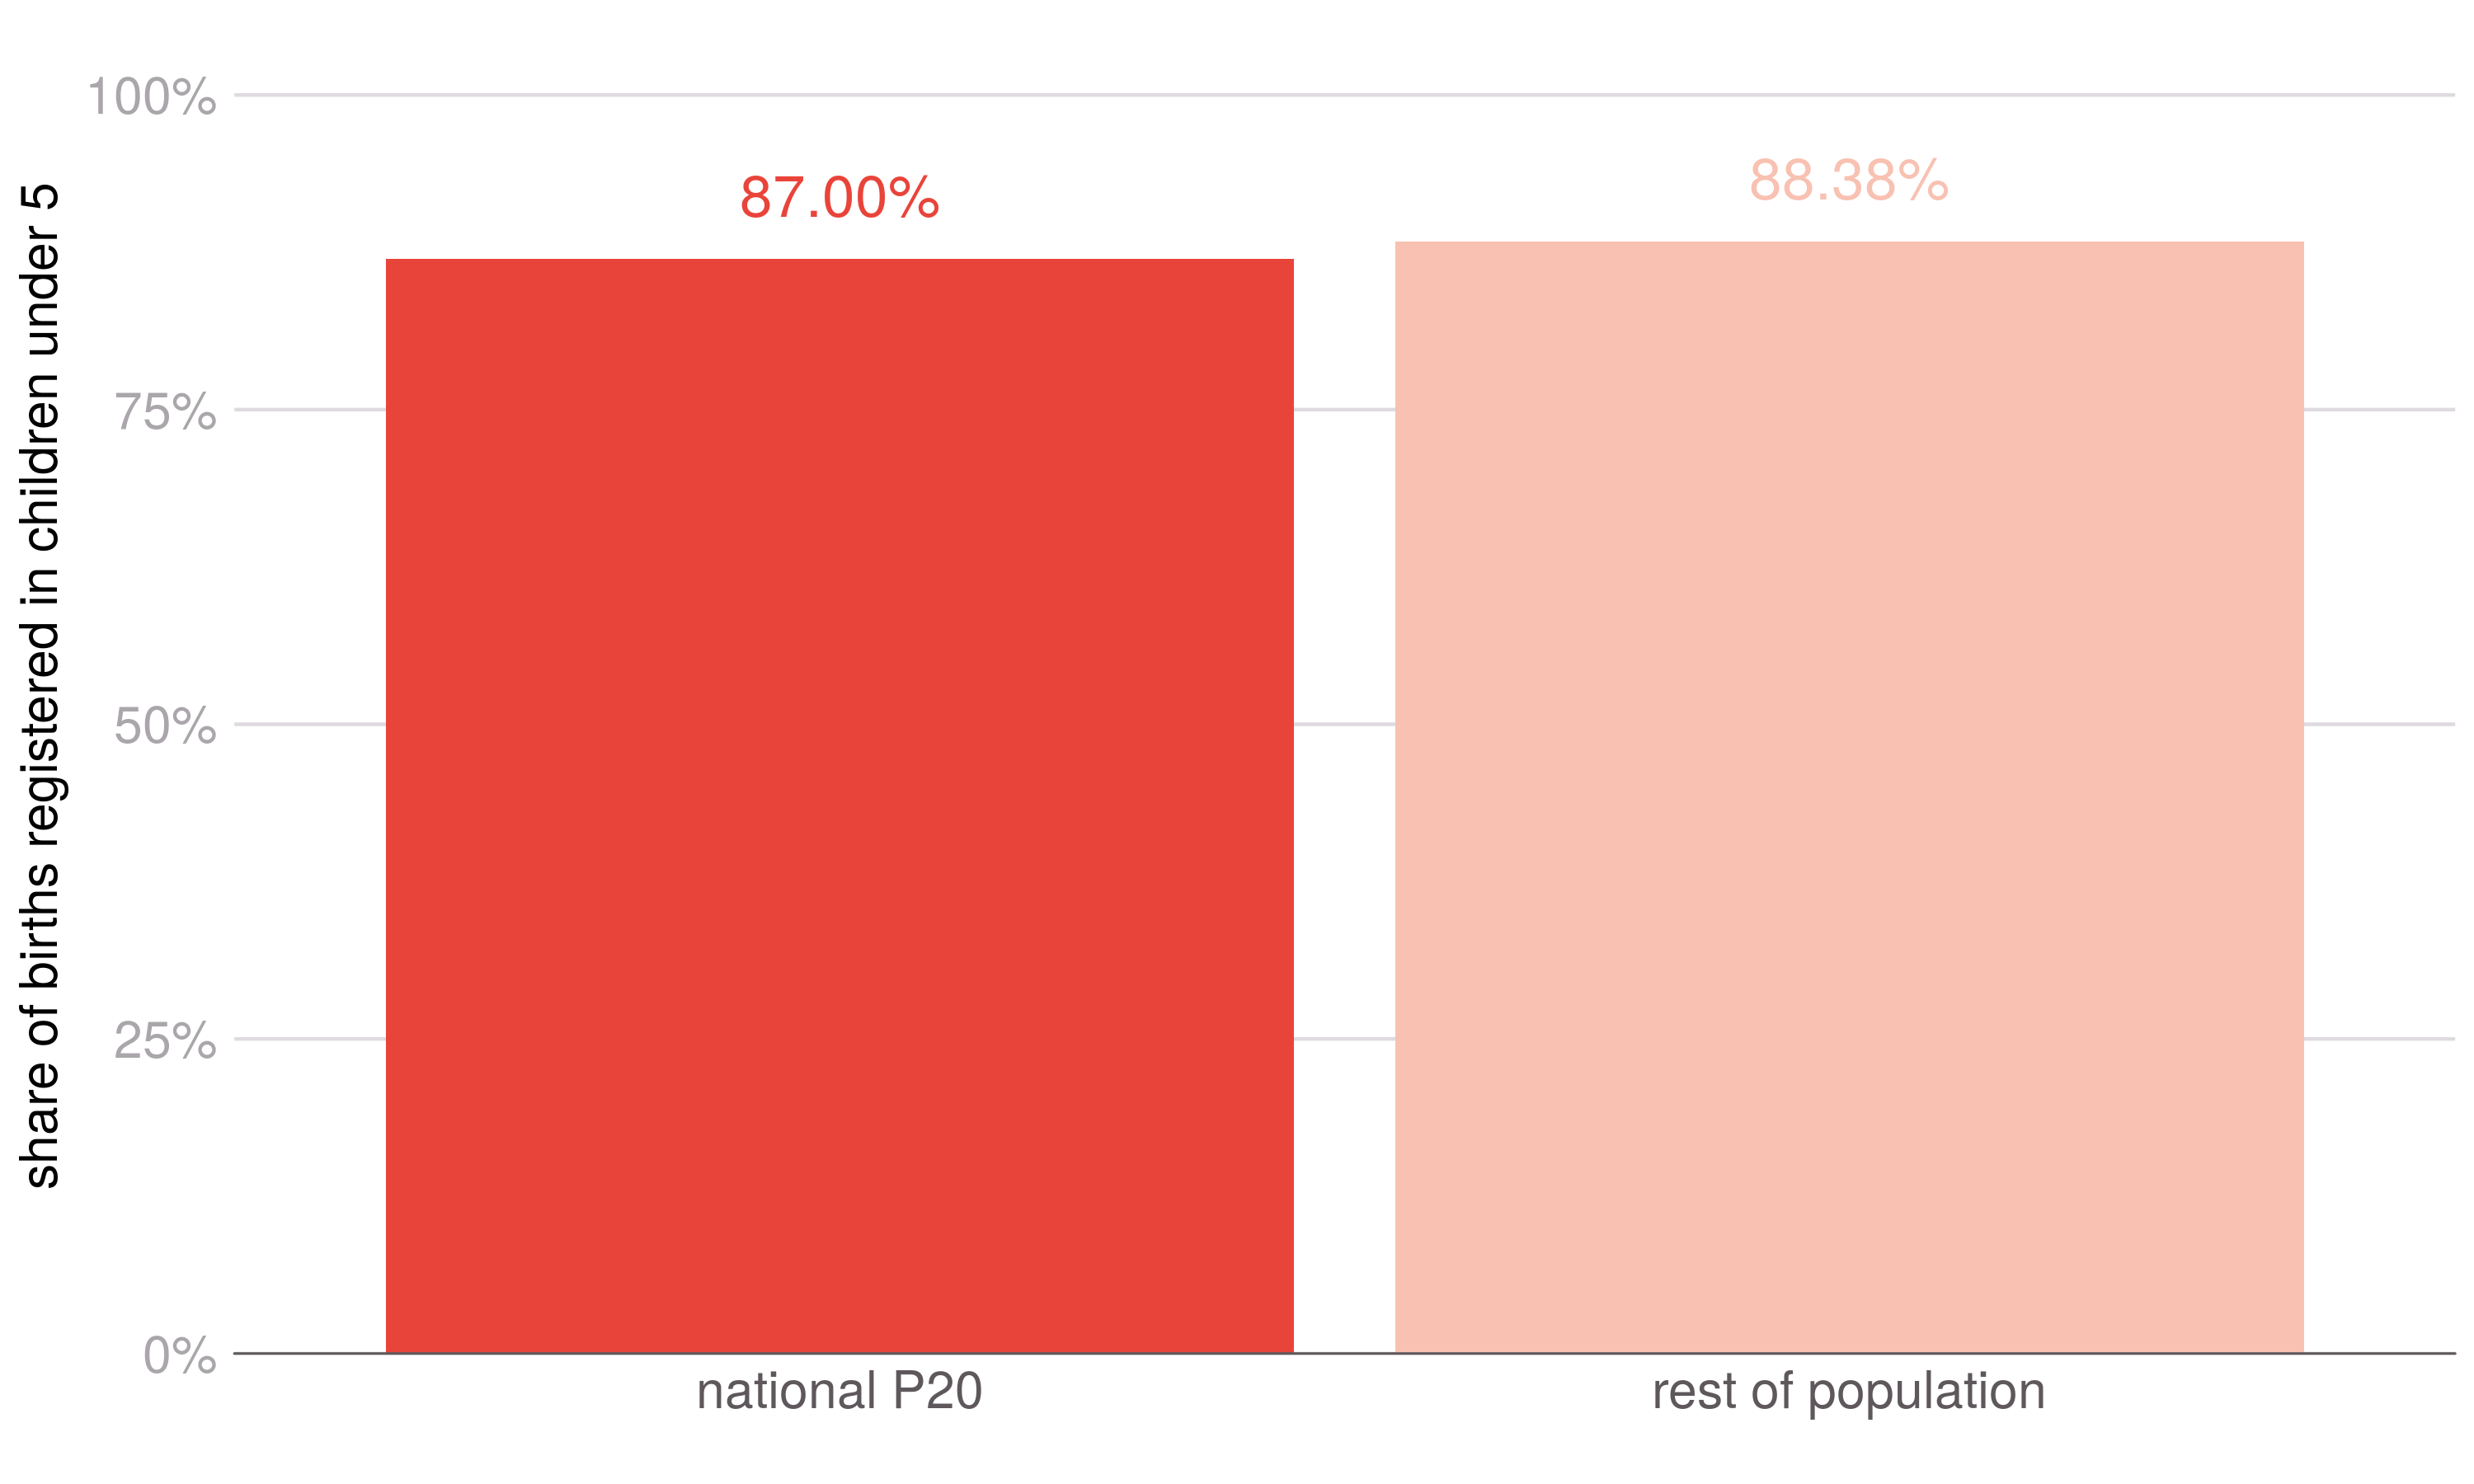 share of births registered in children under 5
100%
75%
50%
25%
0%
87.00%
88.38%
national P20
rest of population